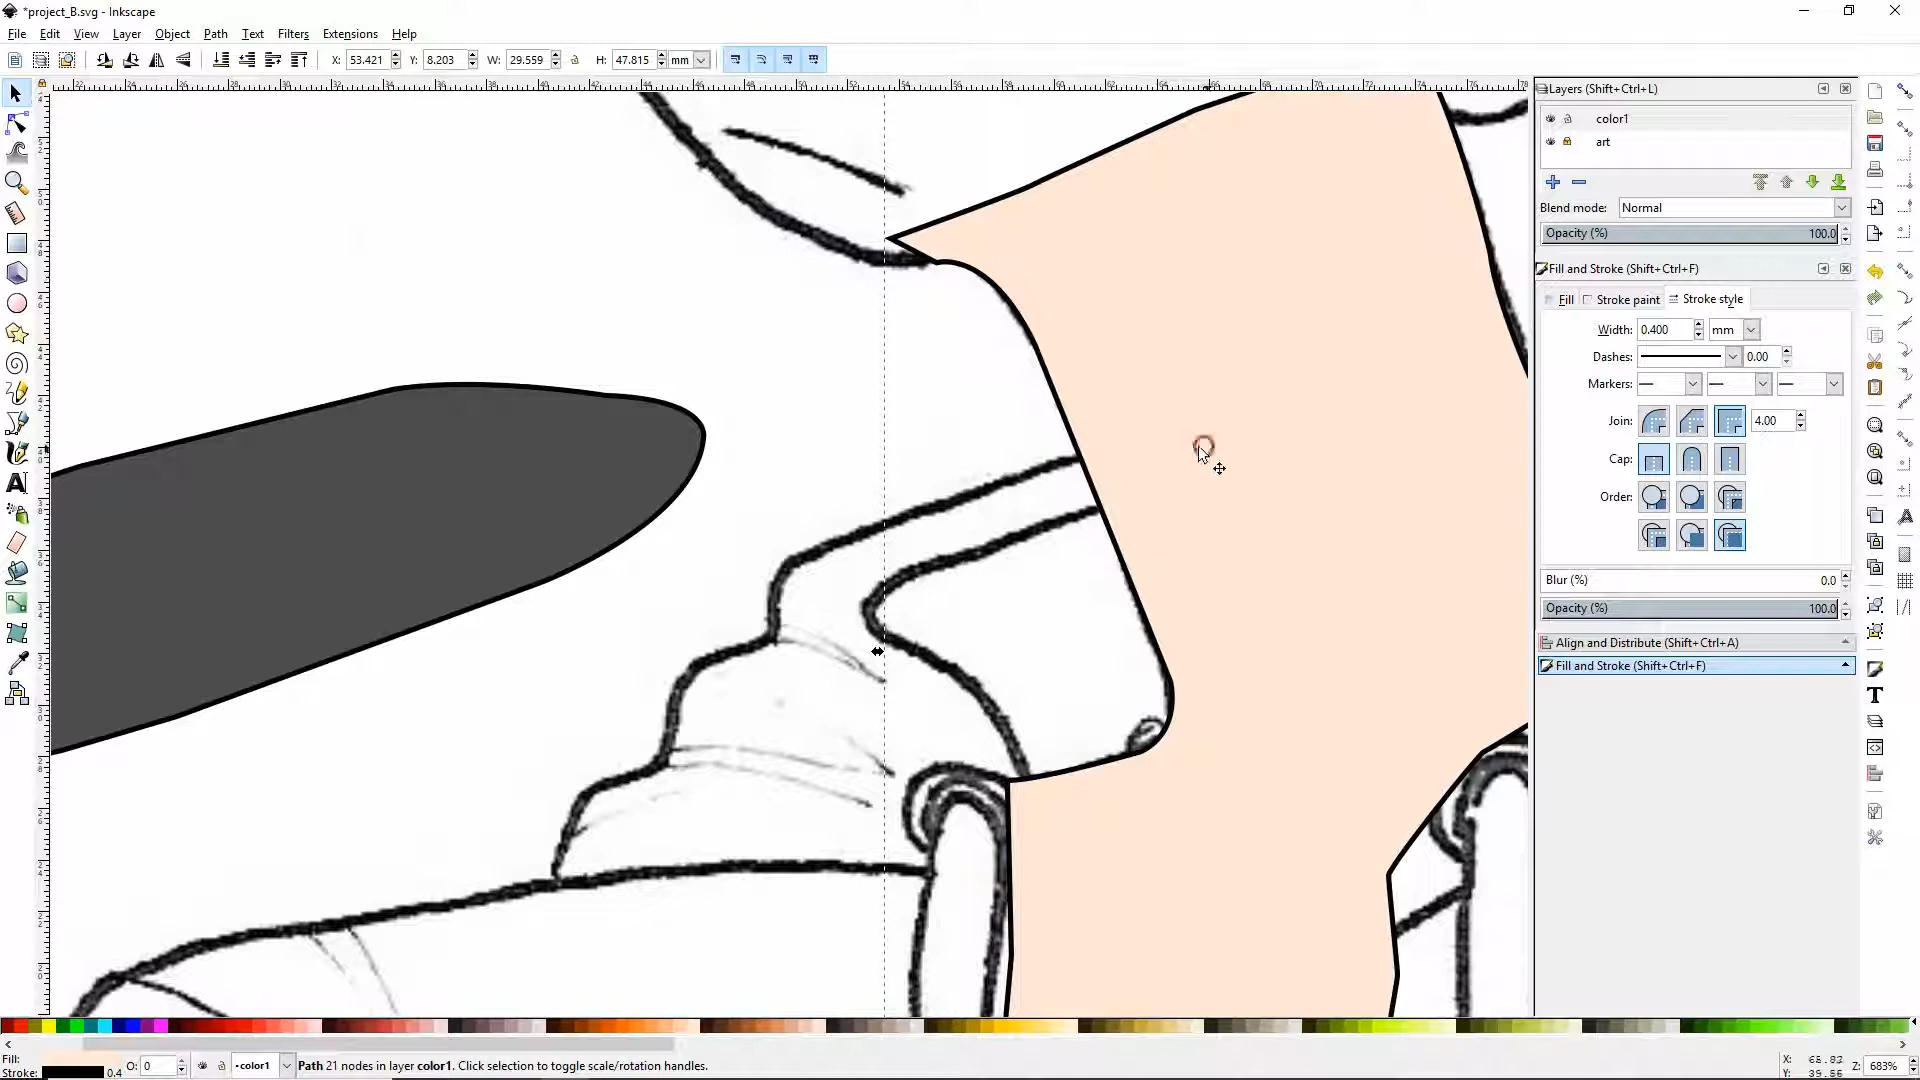 *project_B.svg - Inkscape
File Edit View Layer Object Path Text Filters Extensions Help
X: 53.421 Y: 8.203 W: 29.559 H: 47.815 mm
Layers (Shift+Ctrl+L)
color1
art
Blend mode: Normal
Opacity (%) 100.0
Fill and Stroke (Shift+Ctrl+F)
Fill Stroke paint Stroke style
Width: 0.400 mm
Dashes: 0.00
Markers:
Join: 4.00
Cap:
Order:
Blur (%) 0.0
Opacity (%) 100.0
Align and Distribute (Shift+Ctrl+A)
Fill and Stroke (Shift+Ctrl+F)
Fill: O: 0 •color1 Path 21 nodes in layer color1. Click selection to toggle scale/rotation handles. X: Z: 683%
Stroke: 0.4 Y: